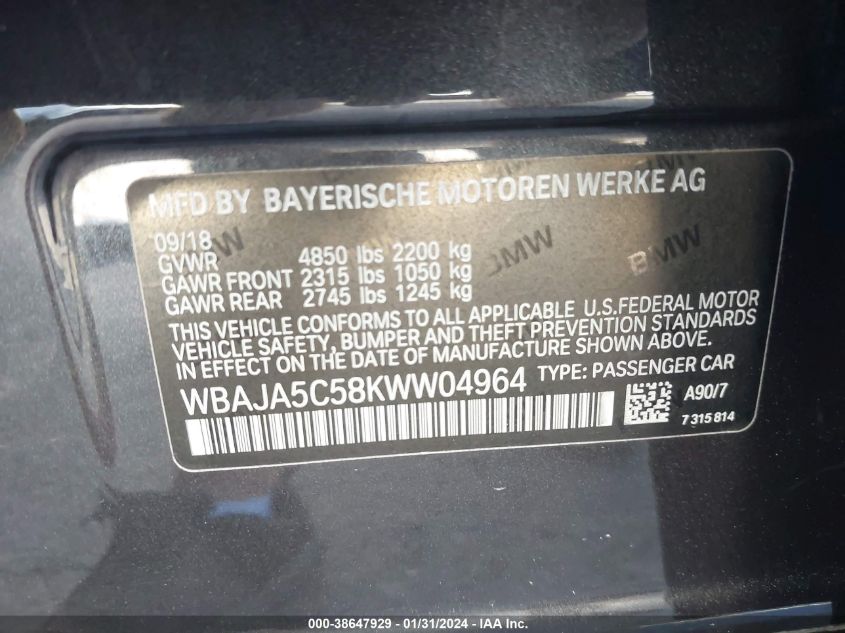 MFD BY BAYERISCHE MOTOREN WERKE AG
09/18
GVWR 4850 lbs 2200 kg
GAWR FRONT 2315 lbs 1050 kg
GAWR REAR 2745 lbs 1245 kg
BMW BMW BMW
THIS VEHICLE CONFORMS TO ALL APPLICABLE U.S.FEDERAL MOTOR
VEHICLE SAFETY, BUMPER AND THEFT PREVENTION STANDARDS
IN EFFECT ON THE DATE OF MANUFACTURE SHOWN ABOVE.
WBAJA5C58KWW04964 TYPE: PASSENGER CAR
A90/7
7 315 814
000-38647929 - 01/31/2024 - IAA Inc.